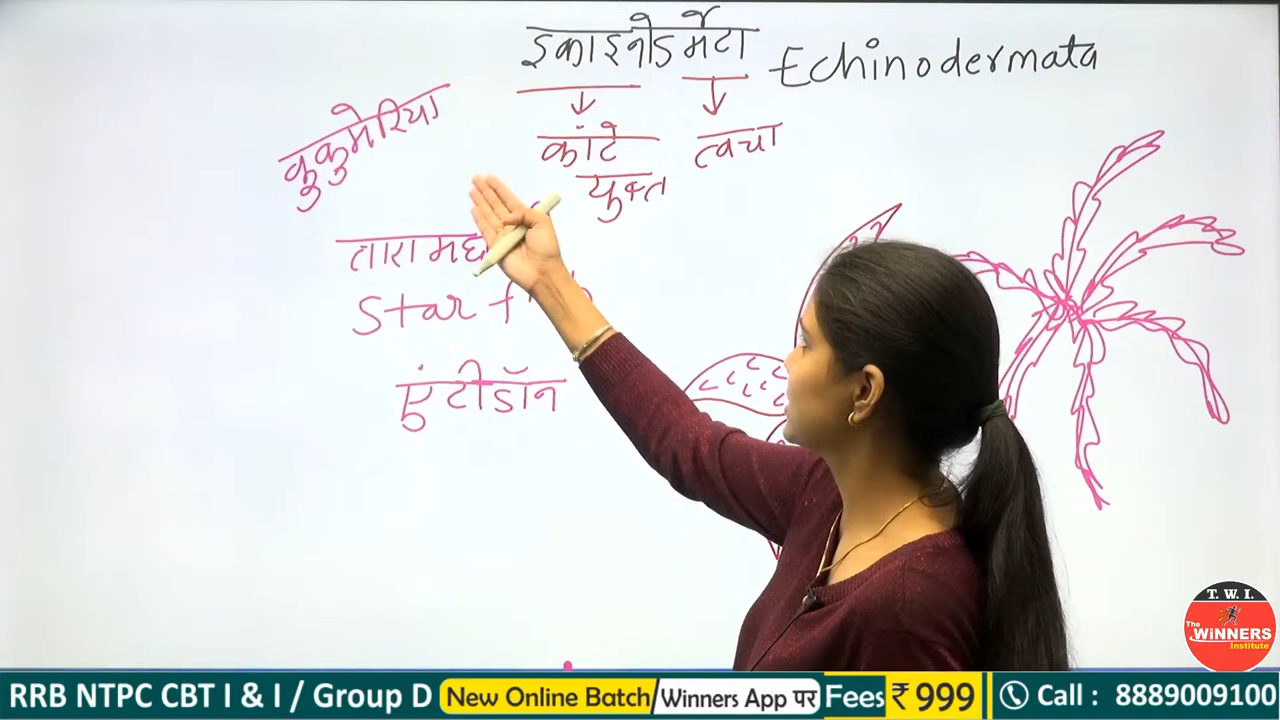 इकाइनोडर्मेटा Echinodermata
कांटे त्वचा
युक्त
कुकुमेरिया
Star
एंटीडॉन
T. W. I.
The
WiNNERS
Institute
RRB NTPC CBT I & I / Group D New Online Batch/Winners App पर Fees ₹ 999 Call : 8889009100